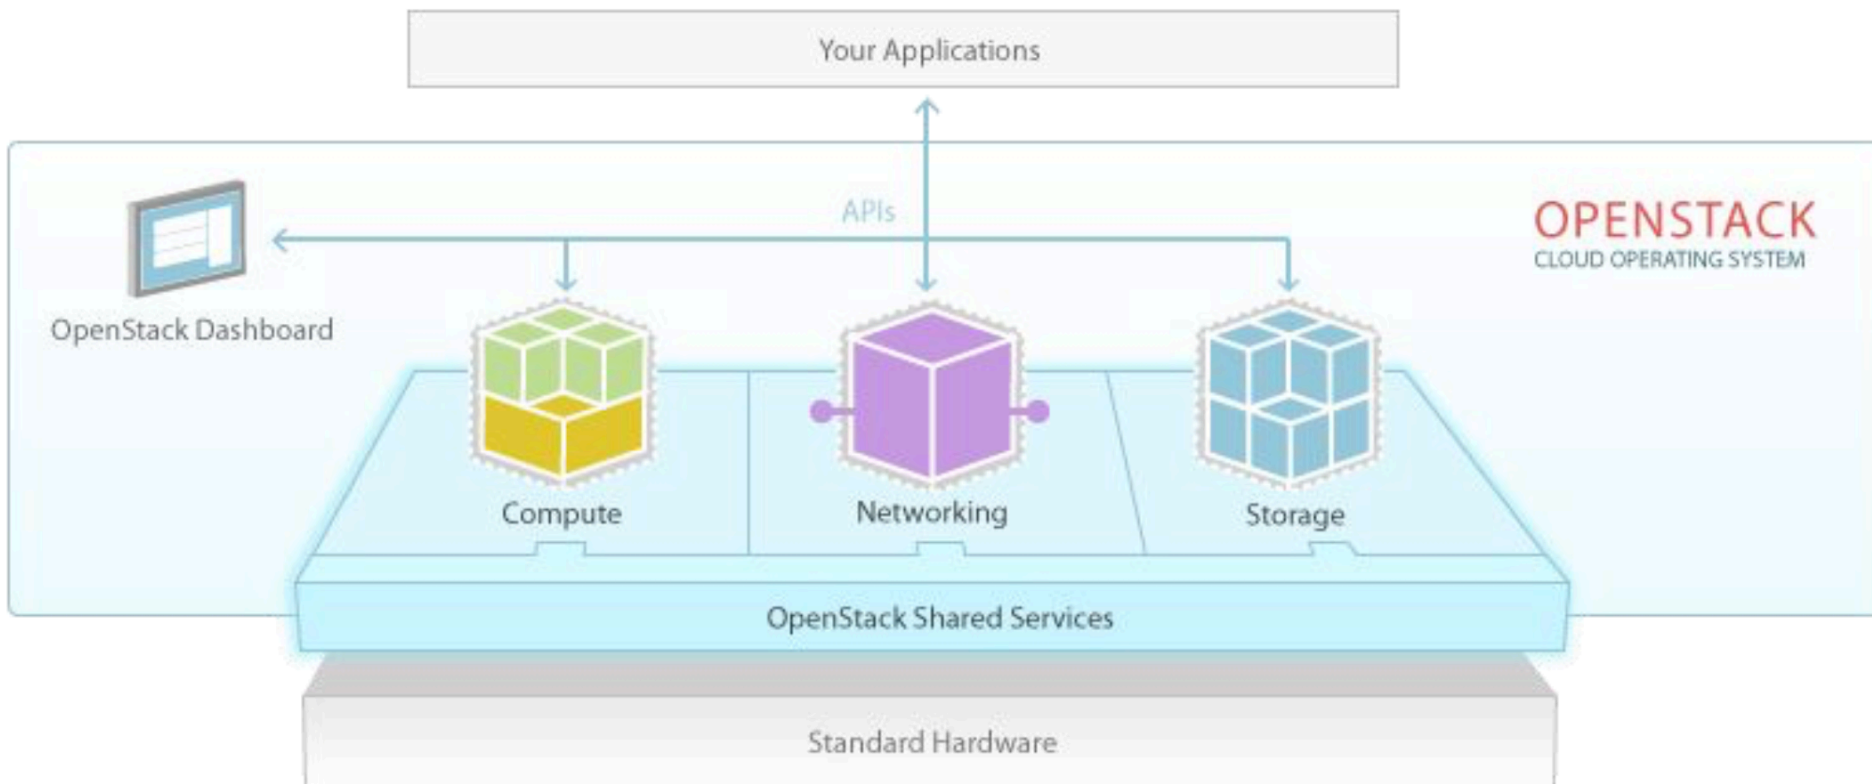 Your Applications
APIs
OPENSTACK
CLOUD OPERATING SYSTEM
OpenStack Dashboard
Compute
Networking
Storage
OpenStack Shared Services
Standard Hardware